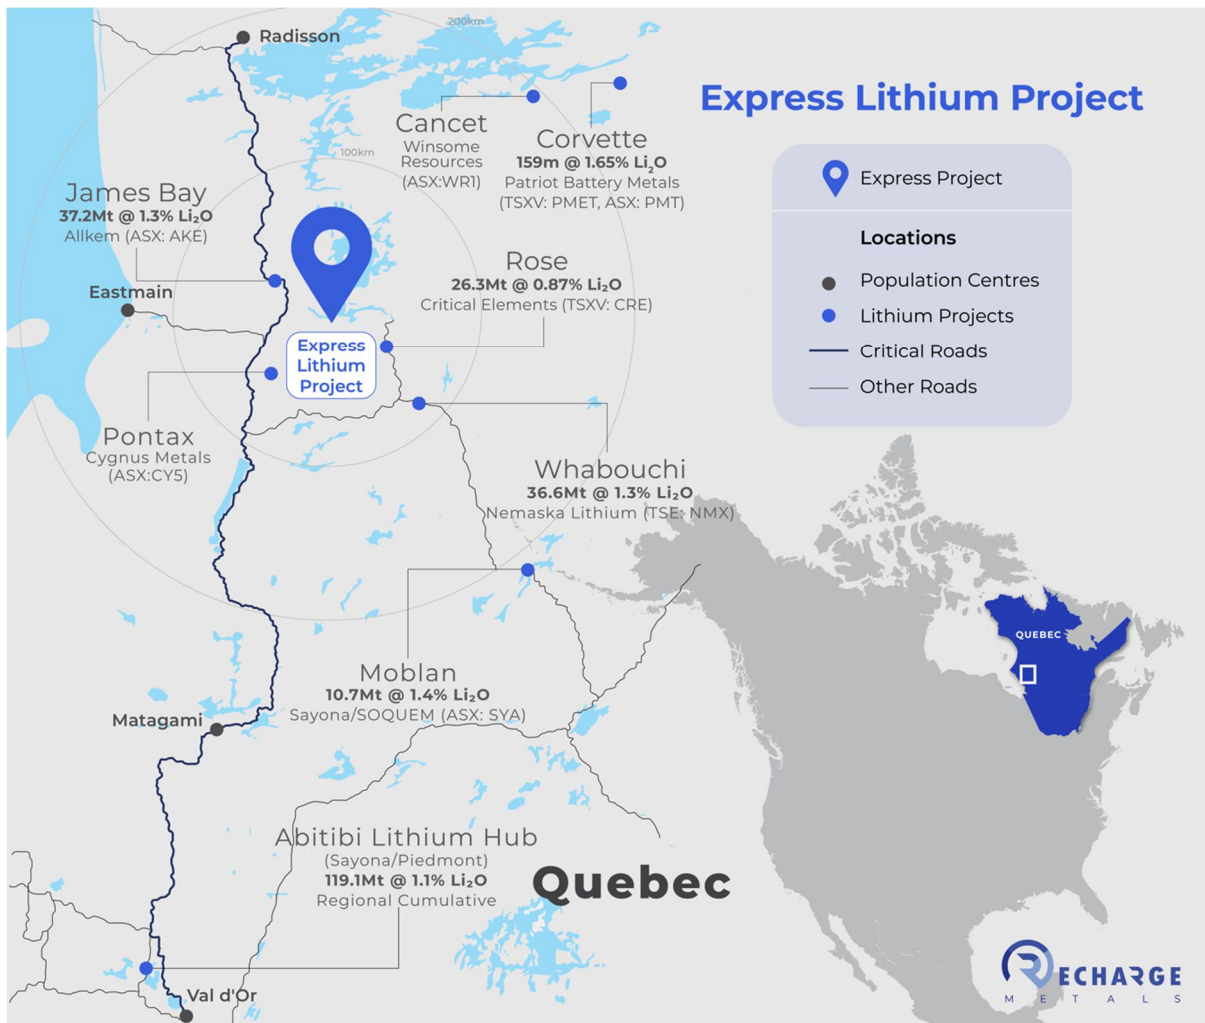 200km
Radisson
Express Lithium Project
Cancet
Winsome
Resources
(ASX:WR1)
Corvette
159m @ 1.65% Li₂O
Patriot Battery Metals
(TSXV: PMET, ASX: PMT)
100km
Express Project
Locations
Population Centres
Lithium Projects
Critical Roads
Other Roads
James Bay
37.2Mt @ 1.3% Li₂O
Allkem (ASX: AKE)
Eastmain
Rose
26.3Mt @ 0.87% Li₂O
Critical Elements (TSXV: CRE)
Express
Lithium
Project
Pontax
Cygnus Metals
(ASX:CY5)
Whabouchi
36.6Mt @ 1.3% Li₂O
Nemaska Lithium (TSE: NMX)
QUEBEC
Moblan
10.7Mt @ 1.4% Li₂O
Sayona/SOQUEM (ASX: SYA)
Matagami
Abitibi Lithium Hub
(Sayona/Piedmont)
119.1Mt @ 1.1% Li₂O
Regional Cumulative
Quebec
Val d'Or
RECHARGE
METALS